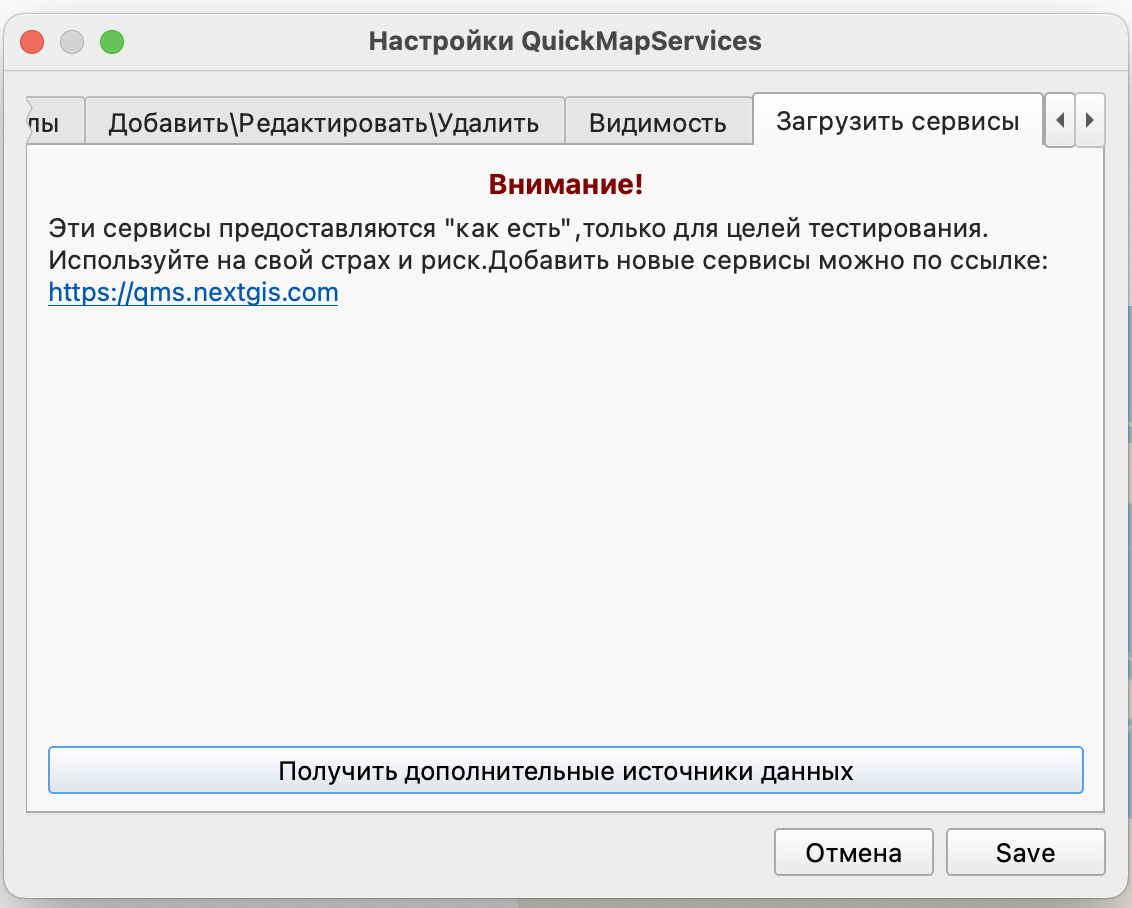 Настройки QuickMapServices
Добавить\Редактировать\Удалить Видимость Загрузить сервисы
Внимание!
Эти сервисы предоставляются "как есть",только для целей тестирования.
Используйте на свой страх и риск.Добавить новые сервисы можно по ссылке:
https://qms.nextgis.com
Получить дополнительные источники данных
Отмена Save